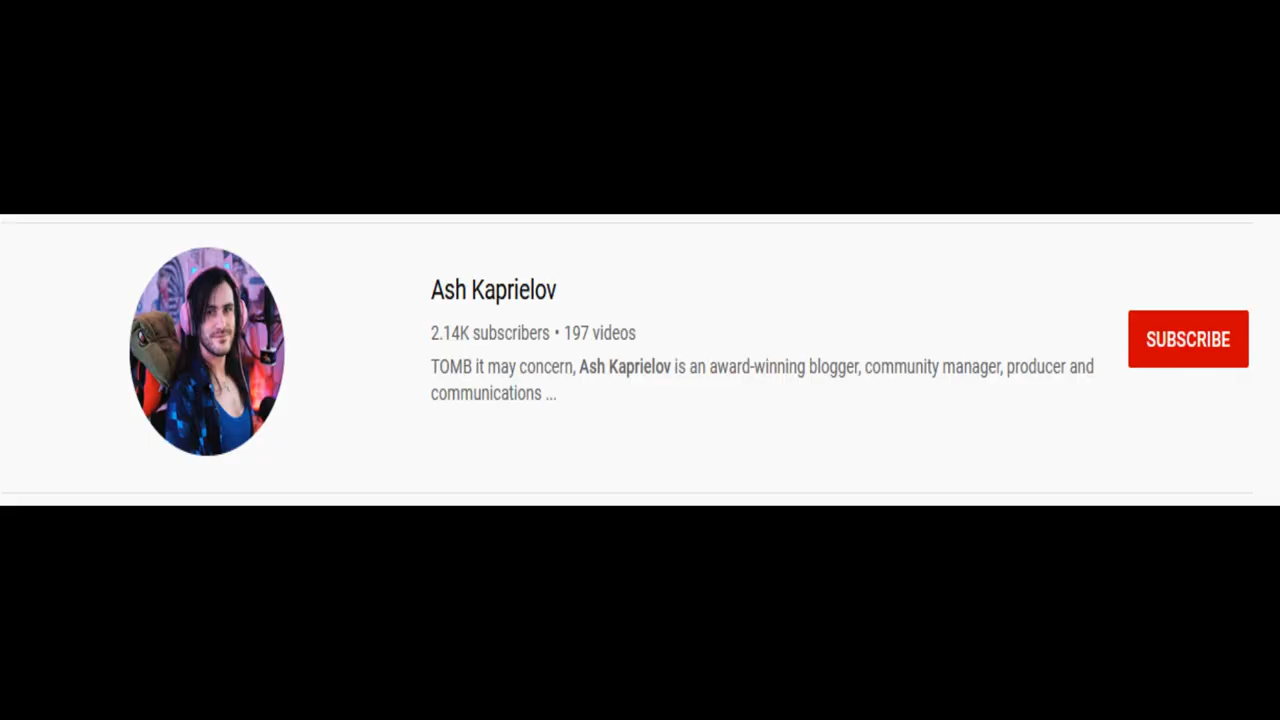 Ash Kaprielov
2.14K subscribers • 197 videos
TOMB it may concern, Ash Kaprielov is an award-winning blogger, community manager, producer and
communications ...
SUBSCRIBE